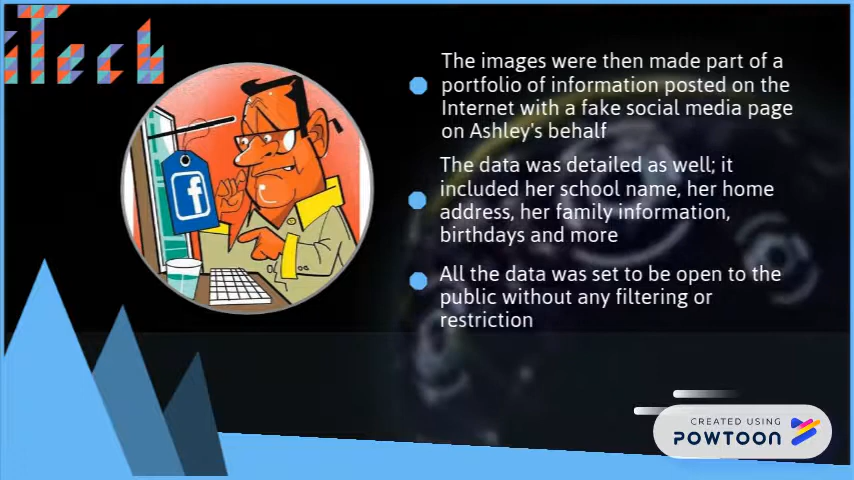 iTech
The images were then made part of a
portfolio of information posted on the
Internet with a fake social media page
on Ashley's behalf
The data was detailed as well; it
included her school name, her home
address, her family information,
birthdays and more
All the data was set to be open to the
public without any filtering or
restriction
f
CREATED USING
POWTOON